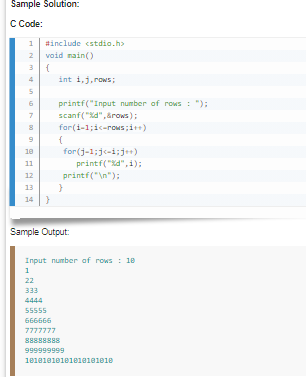 Sample Solution:
C Code:
1 #include <stdio.h>
2 void main()
3 {
4 int i,j,rows;
5
6 printf("Input number of rows : ");
7 scanf("%d",&rows);
8 for(i=1;i<=rows;i++)
9 {
10 for(j=1;j<=i;j++)
11 printf("%d",i);
12 printf("\n");
13 }
14 }
Sample Output:
Input number of rows : 10
1
22
333
4444
55555
666666
7777777
88888888
999999999
10101010101010101010